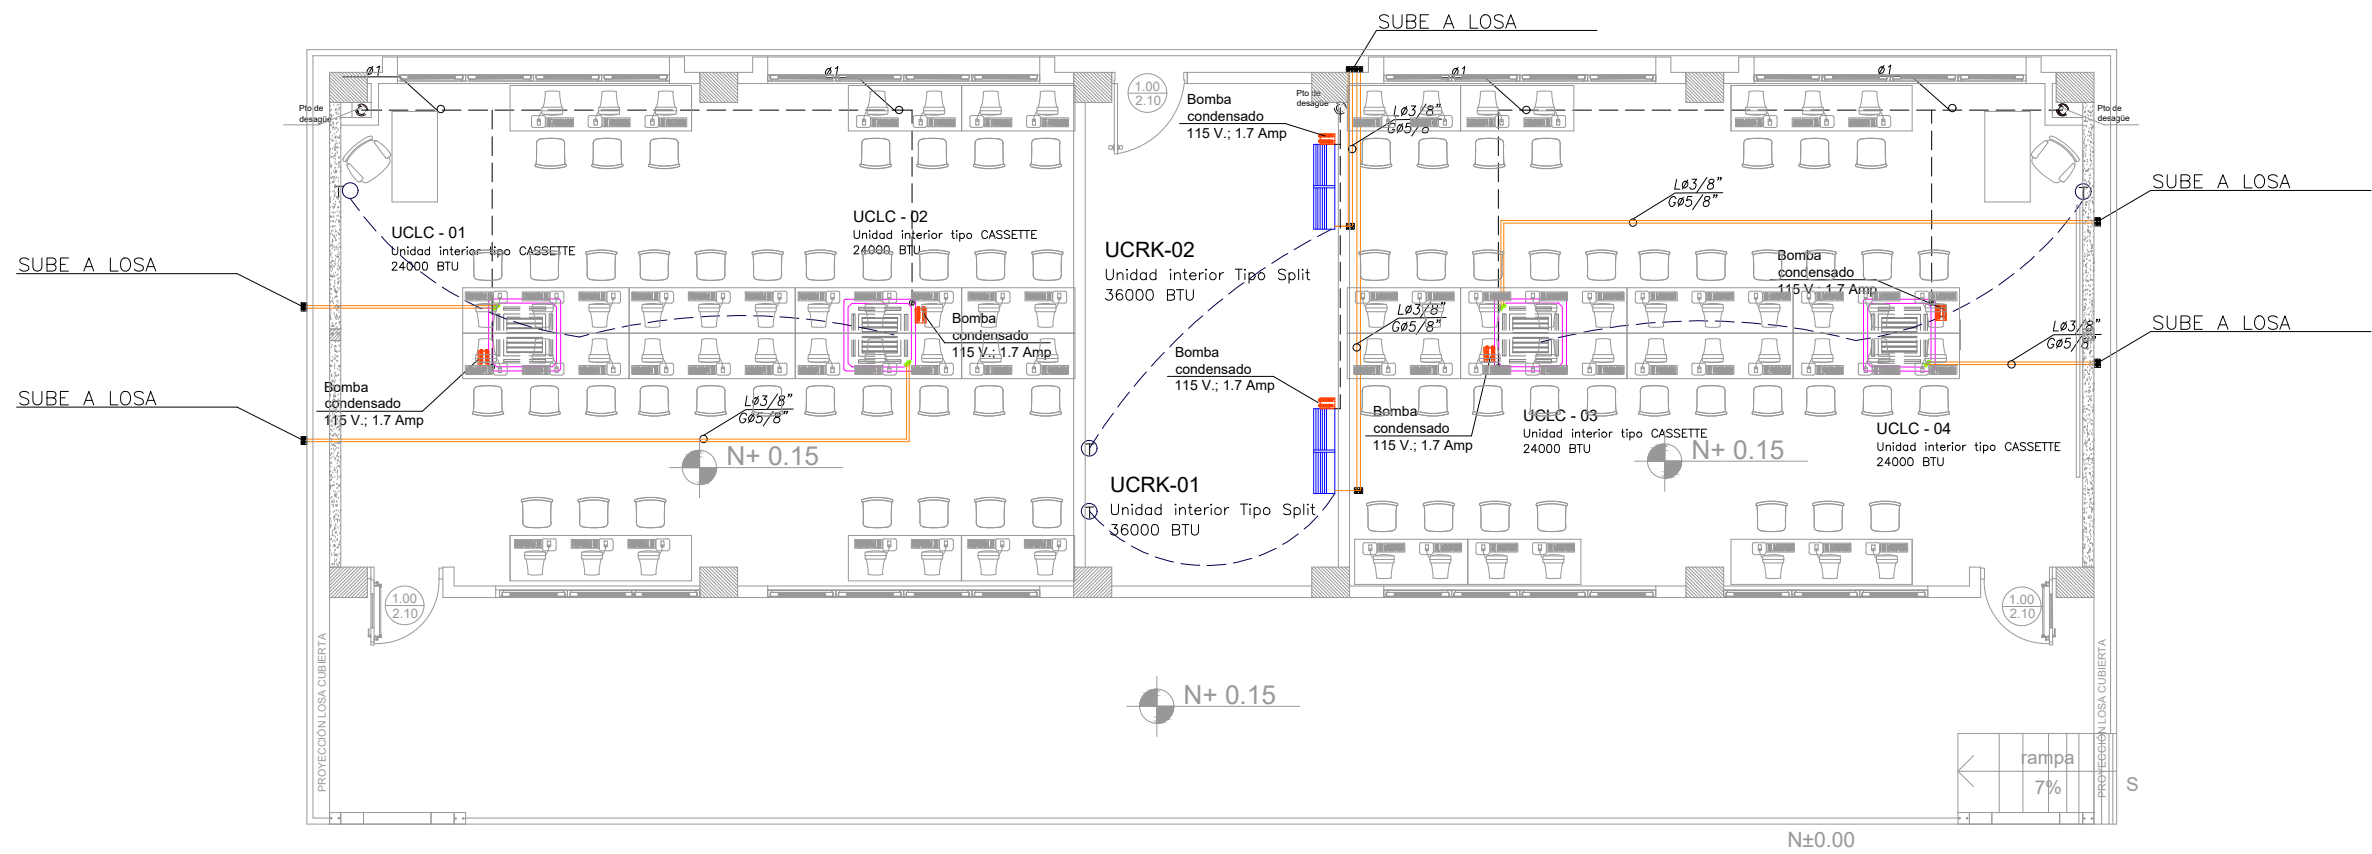 SUBE A LOSA
ø1
ø1
ø1
ø1
1.00
2.10
Pto de
desagüe
Bomba
condensado
115 V.; 1.7 Amp
Pto de
desagüe
Lø3/8"
Gø5/8"
Pto de
desagüe
Lø3/8"
Gø5/8"
SUBE A LOSA
UCLC - 01
Unidad interior tipo CASSETTE
24000 BTU
UCLC - 02
Unidad interior tipo CASSETTE
24000 BTU
UCRK-02
Unidad interior Tipo Split
36000 BTU
Bomba
condensado
115 V.; 1.7 Amp
SUBE A LOSA
Bomba
condensado
115 V.; 1.7 Amp
Lø3/8"
Gø5/8"
Lø3/8"
Gø5/8"
SUBE A LOSA
Bomba
condensado
115 V.; 1.7 Amp
SUBE A LOSA
Bomba
condensado
115 V.; 1.7 Amp
Lø3/8"
Gø5/8"
Bomba
condensado
115 V.; 1.7 Amp
UCLC - 03
Unidad interior tipo CASSETTE
24000 BTU
UCLC - 04
Unidad interior tipo CASSETTE
24000 BTU
N+ 0.15
N+ 0.15
UCRK-01
Unidad interior Tipo Split
36000 BTU
T
T
T
T
1.00
2.10
1.00
2.10
PROYECCIÓN LOSA CUBIERTA
PROYECCIÓN LOSA CUBIERTA
N+ 0.15
rampa
7%
S
N±0.00